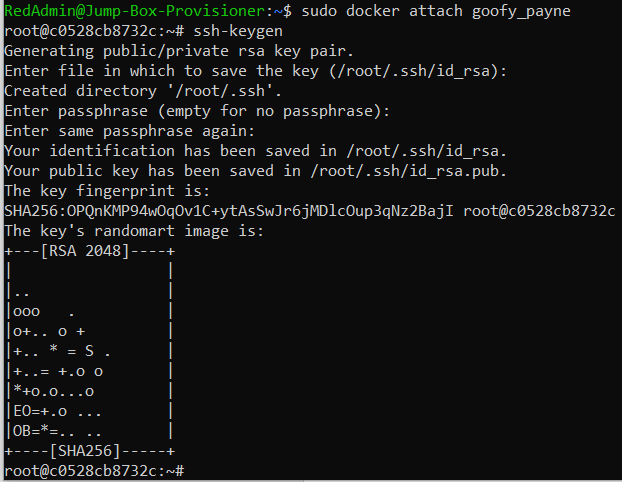 RedAdmin@Jump-Box-Provisioner:~$ sudo docker attach goofy_payne
root@c0528cb8732c:~# ssh-keygen
Generating public/private rsa key pair.
Enter file in which to save the key (/root/.ssh/id_rsa):
Created directory '/root/.ssh'.
Enter passphrase (empty for no passphrase):
Enter same passphrase again:
Your identification has been saved in /root/.ssh/id_rsa.
Your public key has been saved in /root/.ssh/id_rsa.pub.
The key fingerprint is:
SHA256:OPQnKMP94wOqOv1C+ytAsSwJr6jMDlcOup3qNz2BajI root@c0528cb8732c
The key's randomart image is:
+---[RSA 2048]----+
|                 |
|..               |
|ooo   .          |
|o+.. o +         |
|+.. * = S .      |
|+..= +.o o       |
|*+o.o...o        |
|EO=+.o ...       |
|OB=*=.. ..       |
+----[SHA256]-----+
root@c0528cb8732c:~#